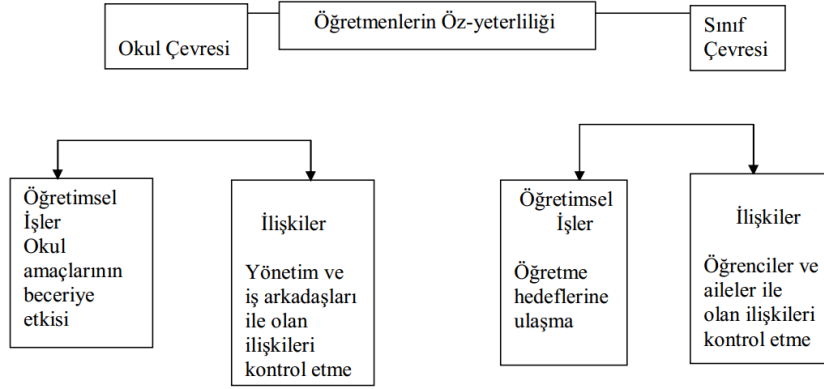 Öğretmenlerin Öz-yeterliliği
Okul Çevresi
Sınıf
Çevresi
Öğretimsel
İşler
Okul
amaçlarının
beceriye
etkisi
İlişkiler
Yönetim ve
iş arkadaşları
ile olan
ilişkileri
kontrol etme
Öğretimsel
İşler
Öğretme
hedeflerine
ulaşma
İlişkiler
Öğrenciler ve
aileler ile
olan ilişkileri
kontrol etme